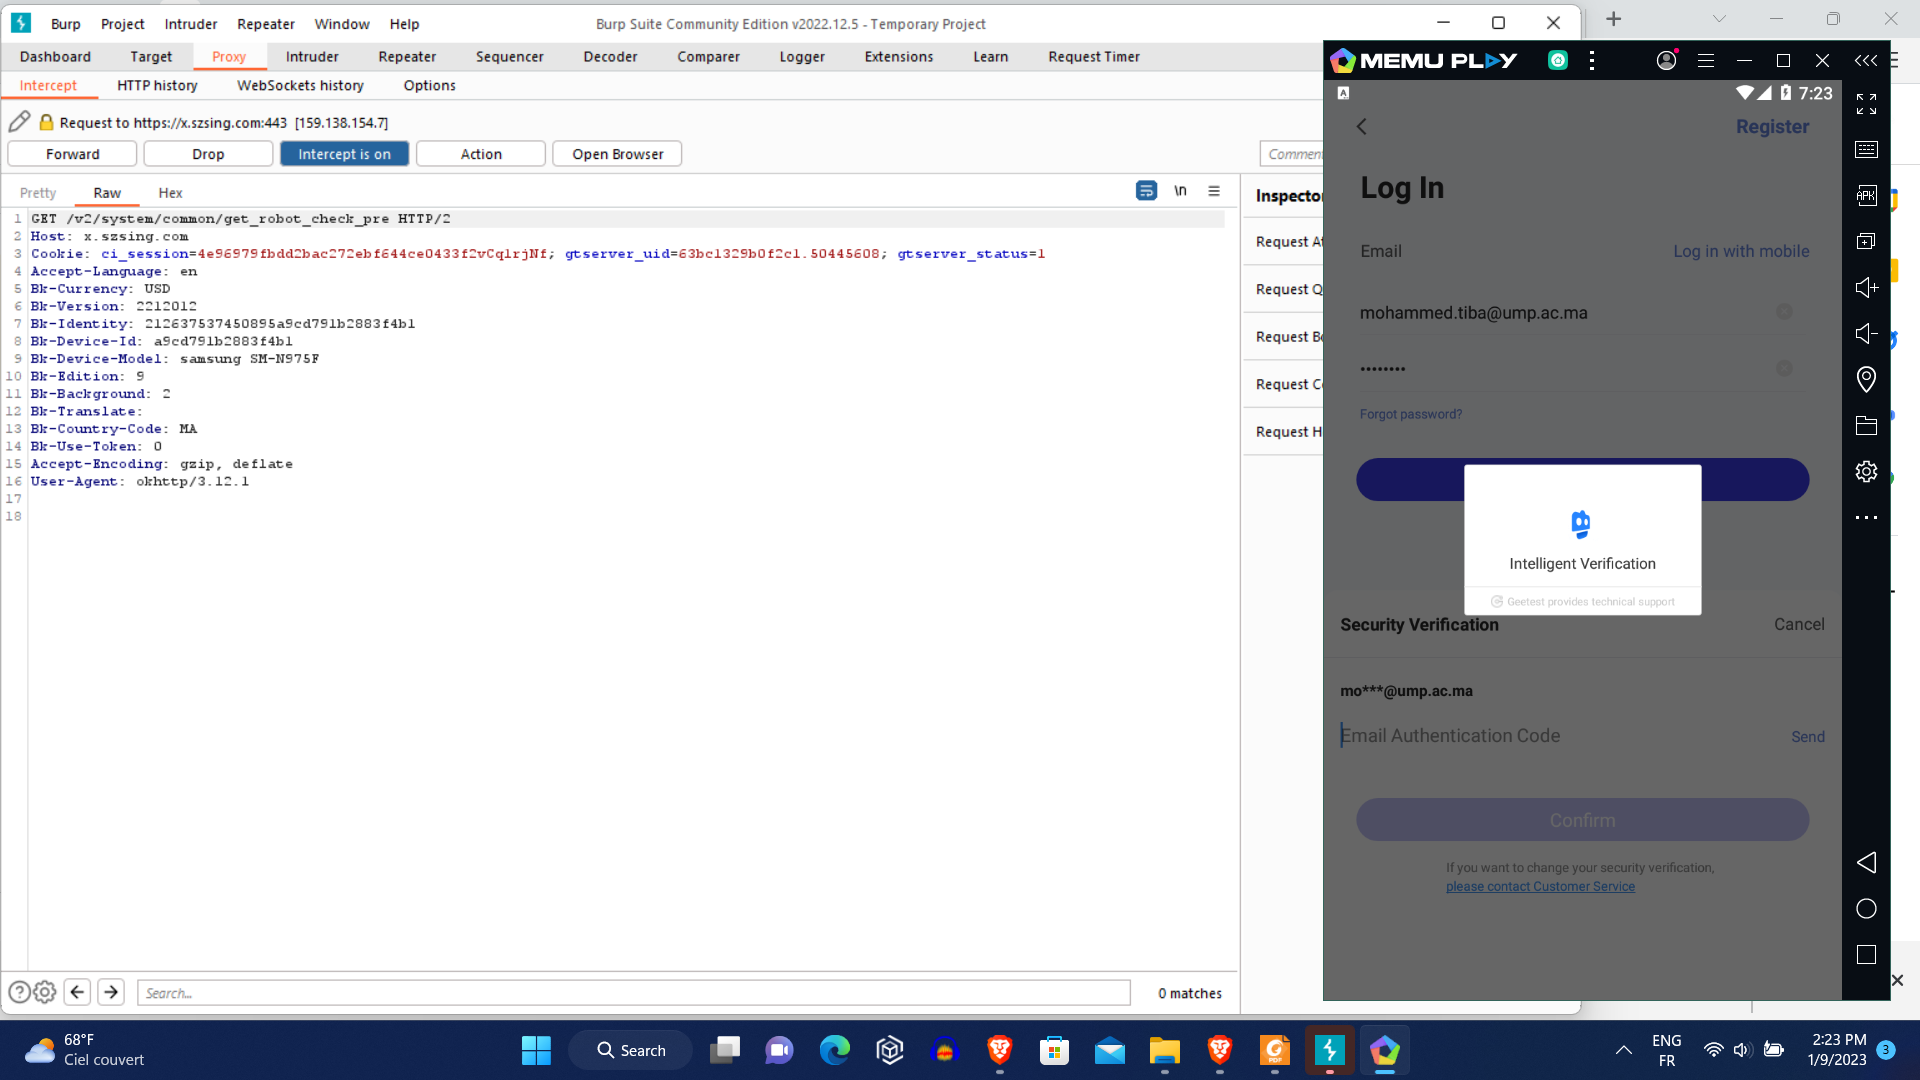 Burp Project Intruder Repeater Window Help
Burp Suite Community Edition v2022.12.5 - Temporary Project
Dashboard Target Proxy Intruder Repeater Sequencer Decoder Comparer Logger Extensions Learn Request Timer
Intercept HTTP history WebSockets history Options
Request to https://x.szsing.com:443 [159.138.154.7]
Forward Drop Intercept is on Action Open Browser
Comment
Pretty Raw Hex
\n
1 GET /v2/system/common/get_robot_check_pre HTTP/2
2 Host: x.szsing.com
3 Cookie: ci_session=4e96979fbdd2bac272ebf644ce0433f2vCqlrjNf; gtserver_uid=63bc1329b0f2c1.50445608; gtserver_status=1
4 Accept-Language: en
5 Bk-Currency: USD
6 Bk-Version: 2212012
7 Bk-Identity: 212637537450895a9cd791b2883f4b1
8 Bk-Device-Id: a9cd791b2883f4b1
9 Bk-Device-Model: samsung SM-N975F
10 Bk-Edition: 9
11 Bk-Background: 2
12 Bk-Translate:
13 Bk-Country-Code: MA
14 Bk-Use-Token: 0
15 Accept-Encoding: gzip, deflate
16 User-Agent: okhttp/3.12.1
17
18
Inspector
Request A
Request Q
Request B
Request C
Request H
Search...
0 matches
MEMU PLAY
A
7:23
Register
Log In
Email
Log in with mobile
mohammed.tiba@ump.ac.ma
••••••••
Forgot password?
Intelligent Verification
Geetest provides technical support
Security Verification
Cancel
mo***@ump.ac.ma
Email Authentication Code
Send
Confirm
If you want to change your security verification,
please contact Customer Service
APK
68°F
Ciel couvert
Search
PDF
ENG
FR
2:23 PM
1/9/2023
3